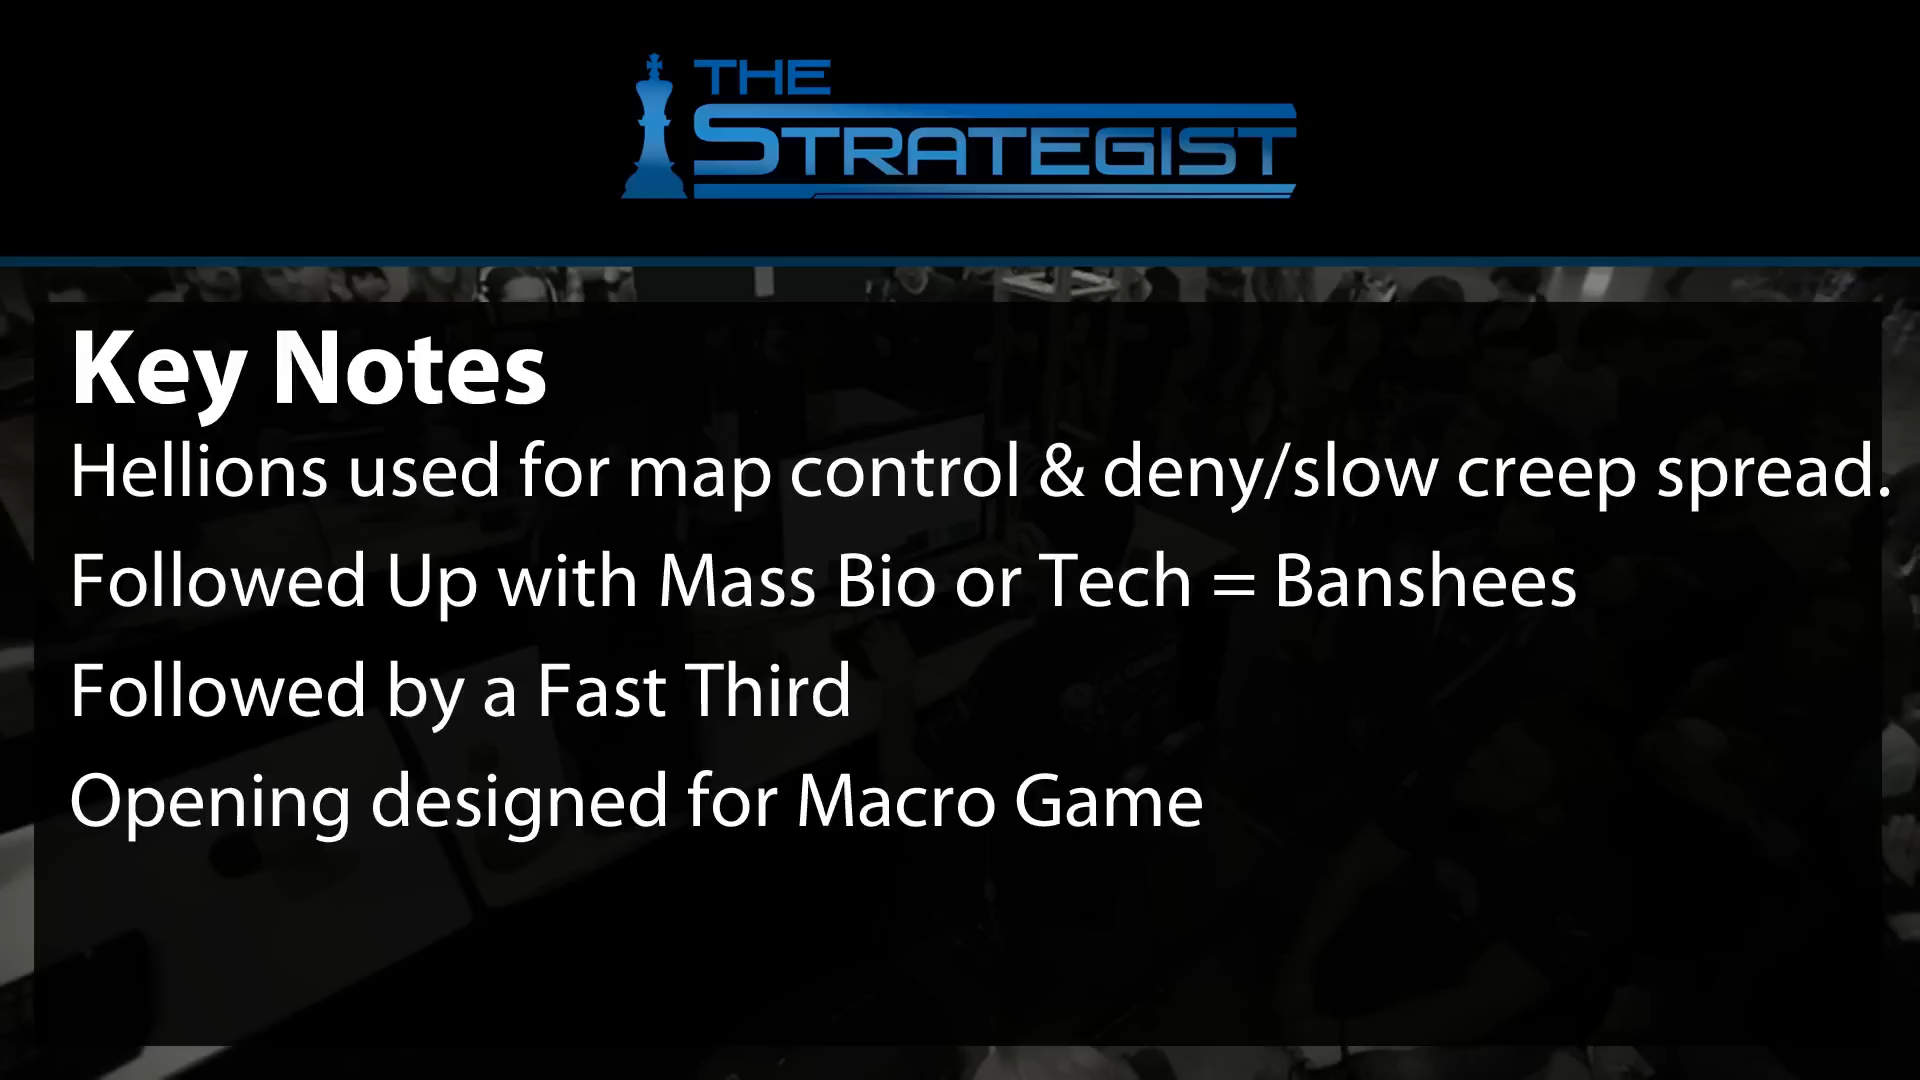 THE
STRATEGIST
Key Notes
Hellions used for map control & deny/slow creep spread.
Followed Up with Mass Bio or Tech = Banshees
Followed by a Fast Third
Opening designed for Macro Game